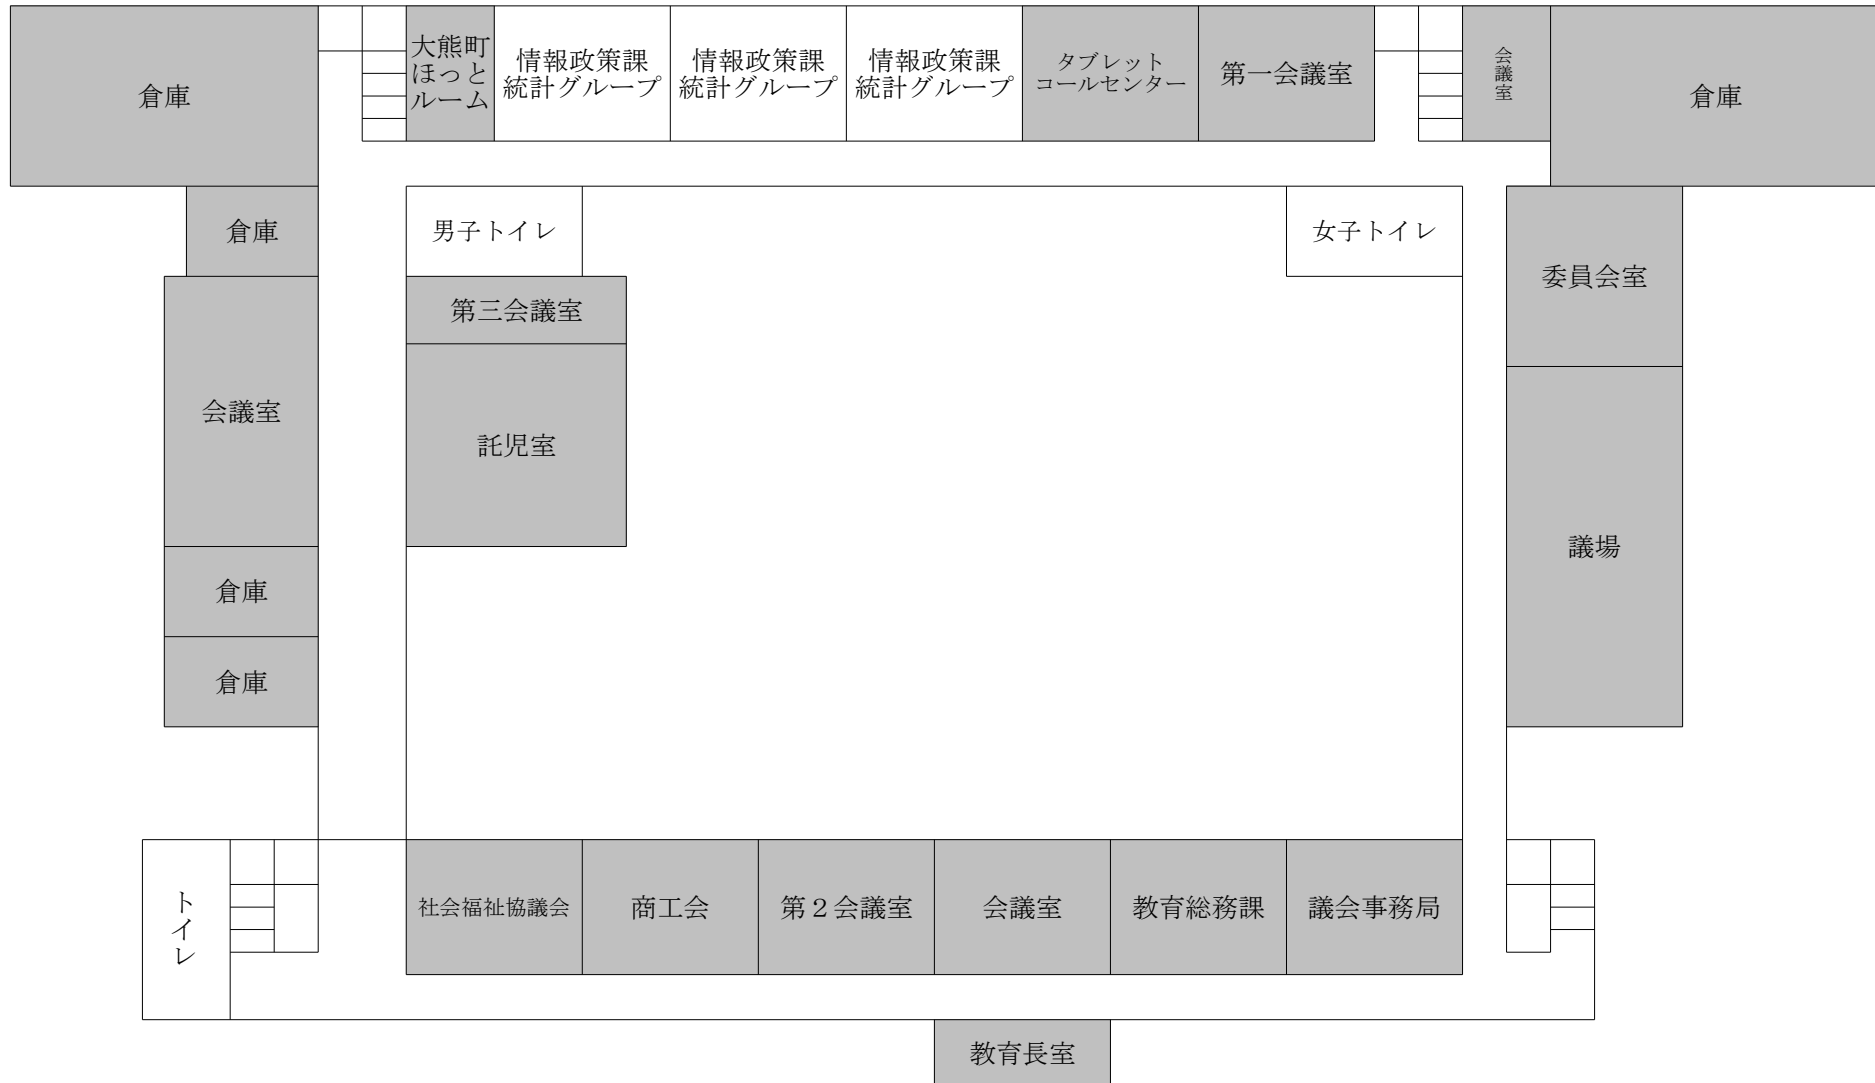 倉庫
大熊町
ほっと
ルーム
情報政策課
統計グループ
情報政策課
統計グループ
情報政策課
統計グループ
タブレット
コールセンター
第一会議室
会議室
倉庫
倉庫
男子トイレ
女子トイレ
委員会室
第三会議室
会議室
託児室
議場
倉庫
倉庫
トイレ
社会福祉協議会
商工会
第２会議室
会議室
教育総務課
議会事務局
教育長室